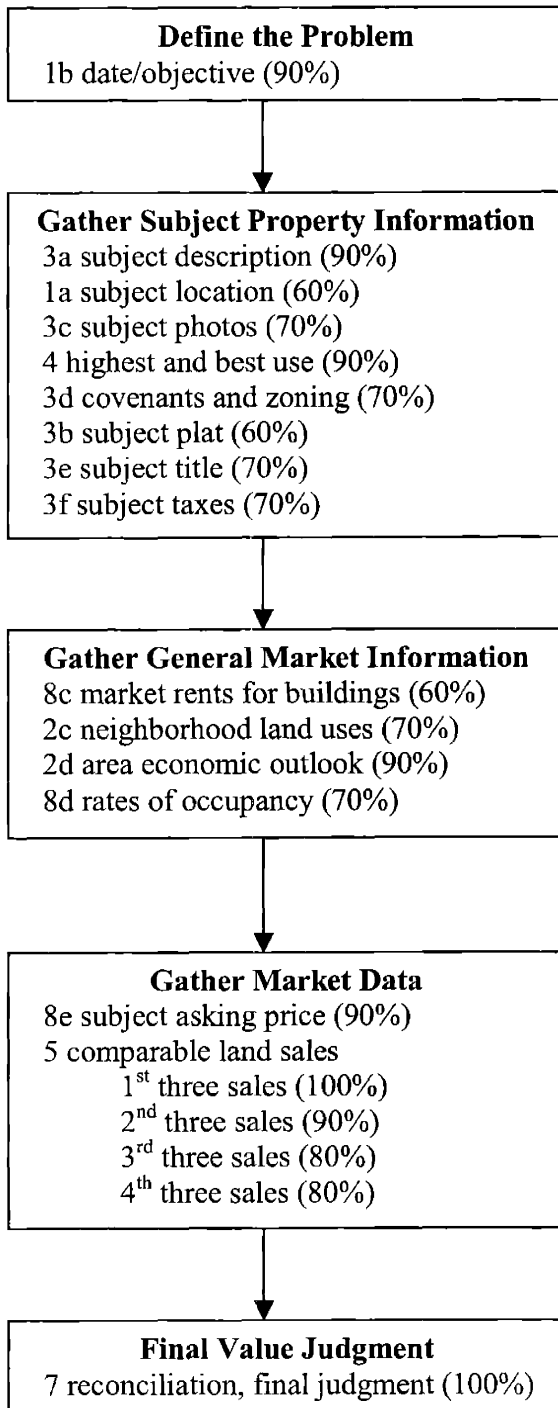 Define the Problem
1b date/objective (90%)
Gather Subject Property Information
3a subject description (90%)
1a subject location (60%)
3c subject photos (70%)
4 highest and best use (90%)
3d covenants and zoning (70%)
3b subject plat (60%)
3e subject title (70%)
3f subject taxes (70%)
Gather General Market Information
8c market rents for buildings (60%)
2c neighborhood land uses (70%)
2d area economic outlook (90%)
8d rates of occupancy (70%)
Gather Market Data
8e subject asking price (90%)
5 comparable land sales
1st three sales (100%)
2nd three sales (90%)
3rd three sales (80%)
4th three sales (80%)
Final Value Judgment
7 reconciliation, final judgment (100%)